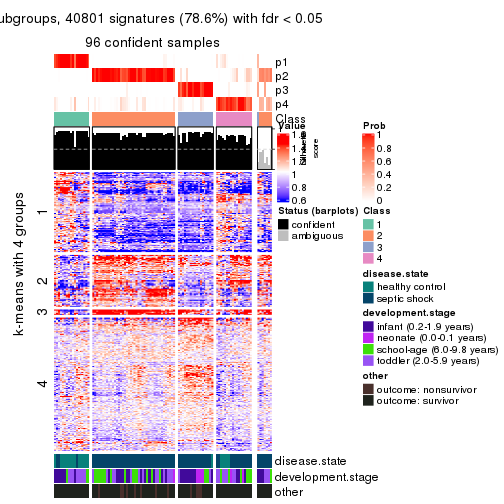 ubgroups, 40801 signatures (78.6%) with fdr < 0.05
96 confident samples
p1
p2
p3
p4
Class
Silhouette
score
1
2
3
4
k-means with 4 groups
disease.state
development.stage
other
Value
1
0.8
0.6
Status (barplots)
confident
ambiguous
Prob
1
0.8
0.6
0.4
0.2
0
Class
1
2
3
4
disease.state
healthy control
septic shock
development.stage
infant (0.2-1.9 years)
neonate (0.0-0.1 years)
school-age (6.0-9.8 years)
toddler (2.0-5.9 years)
other
outcome: nonsurvivor
outcome: survivor